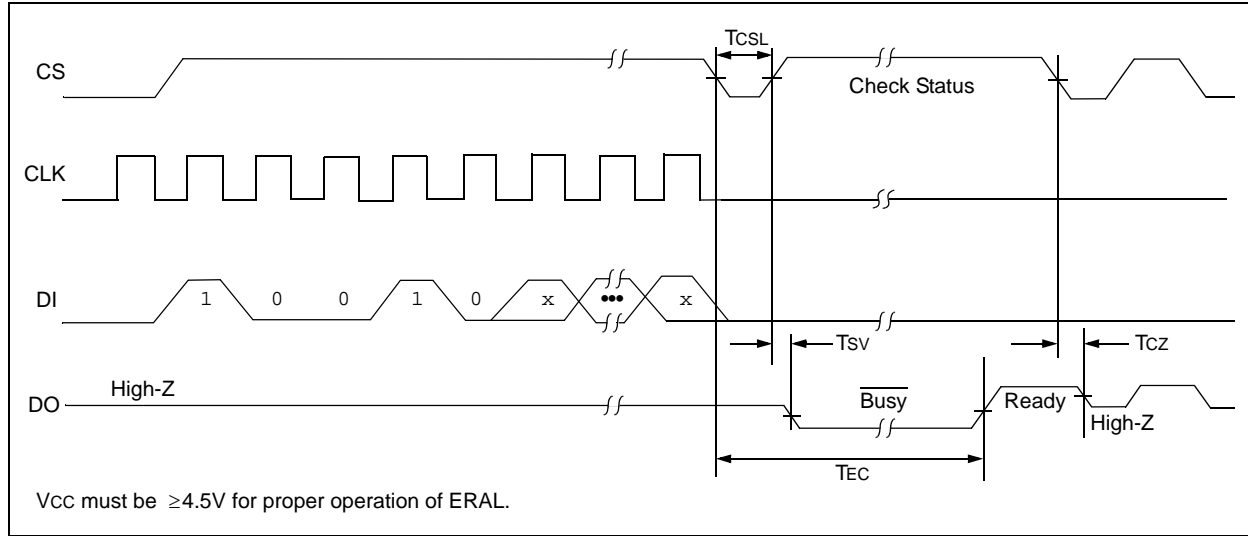 TCSL
CS
Check Status
CLK
DI 1 0 0 1 0 x ••• x
TSV
TCZ
High-Z
DO
Busy
Ready
High-Z
TEC
VCC must be ≥4.5V for proper operation of ERAL.